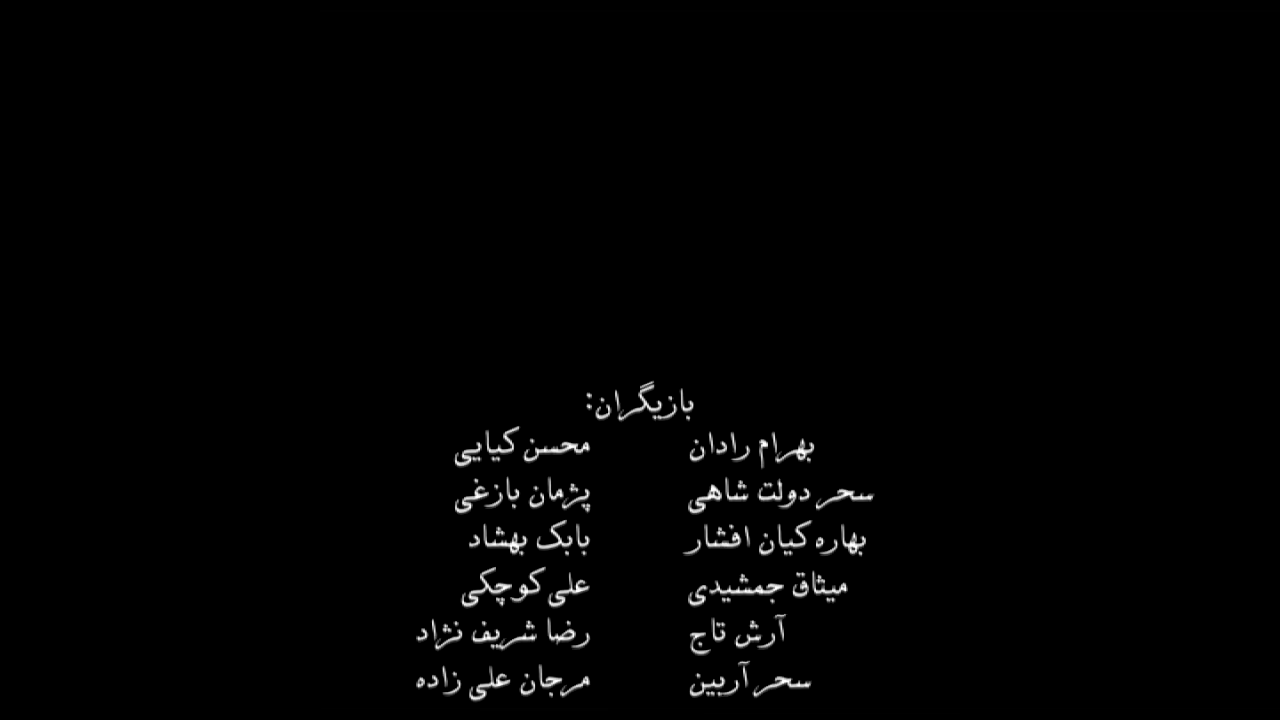 بازیگران:
بهرام رادان محسن کیایی
سحر دولت شاهی پژمان بازغی
بهاره کیان افشار بابک بهشاد
میثاق جمشیدی علی کوچکی
آرش تاج رضا شریف نژاد
سحر آربین مرجان علی زاده